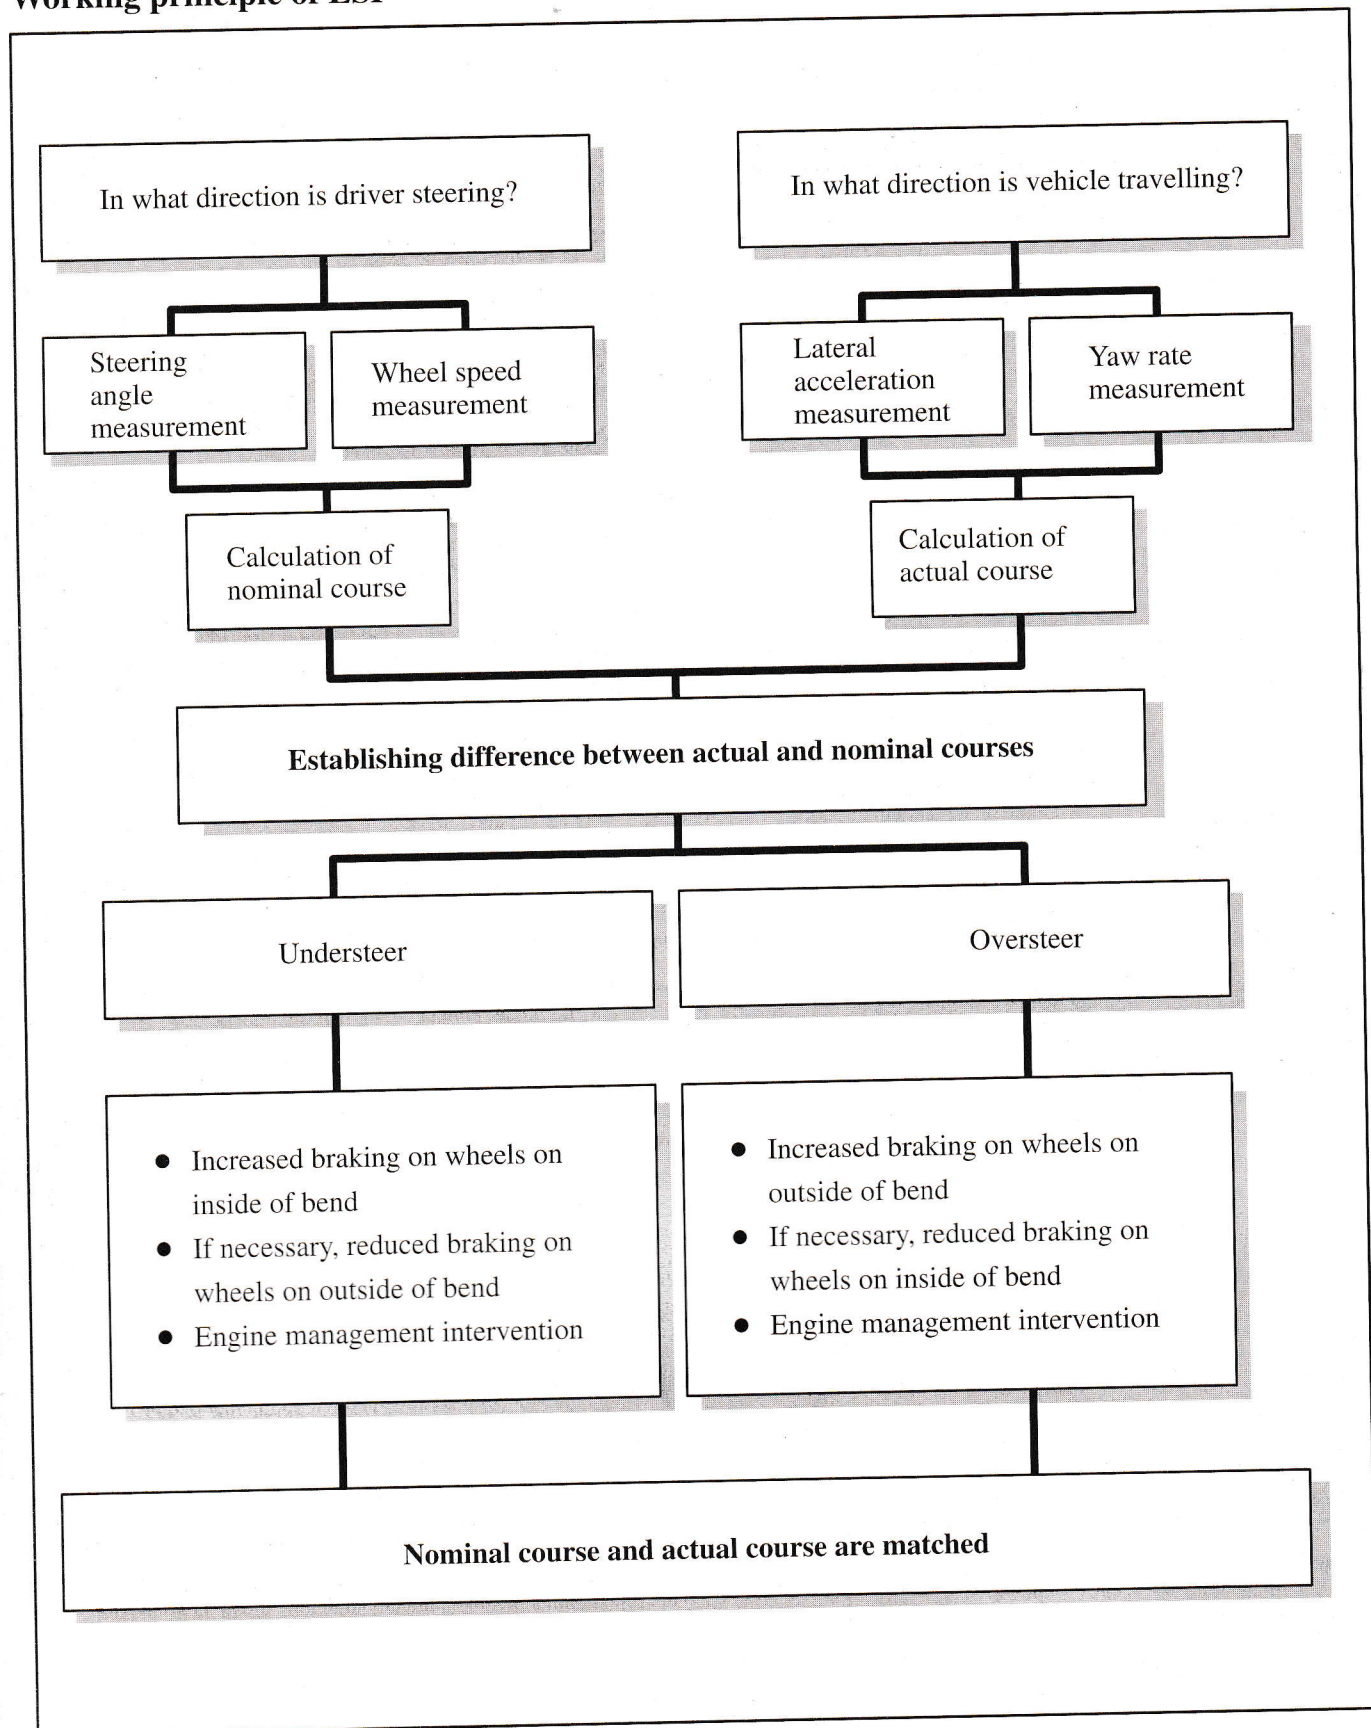 Working principle of ESP
In what direction is driver steering?
In what direction is vehicle travelling?
Steering
angle
measurement
Wheel speed
measurement
Lateral
acceleration
measurement
Yaw rate
measurement
Calculation of
nominal course
Calculation of
actual course
Establishing difference between actual and nominal courses
Understeer
Oversteer
● Increased braking on wheels on
inside of bend
● If necessary, reduced braking on
wheels on outside of bend
● Engine management intervention
● Increased braking on wheels on
outside of bend
● If necessary, reduced braking on
wheels on inside of bend
● Engine management intervention
Nominal course and actual course are matched